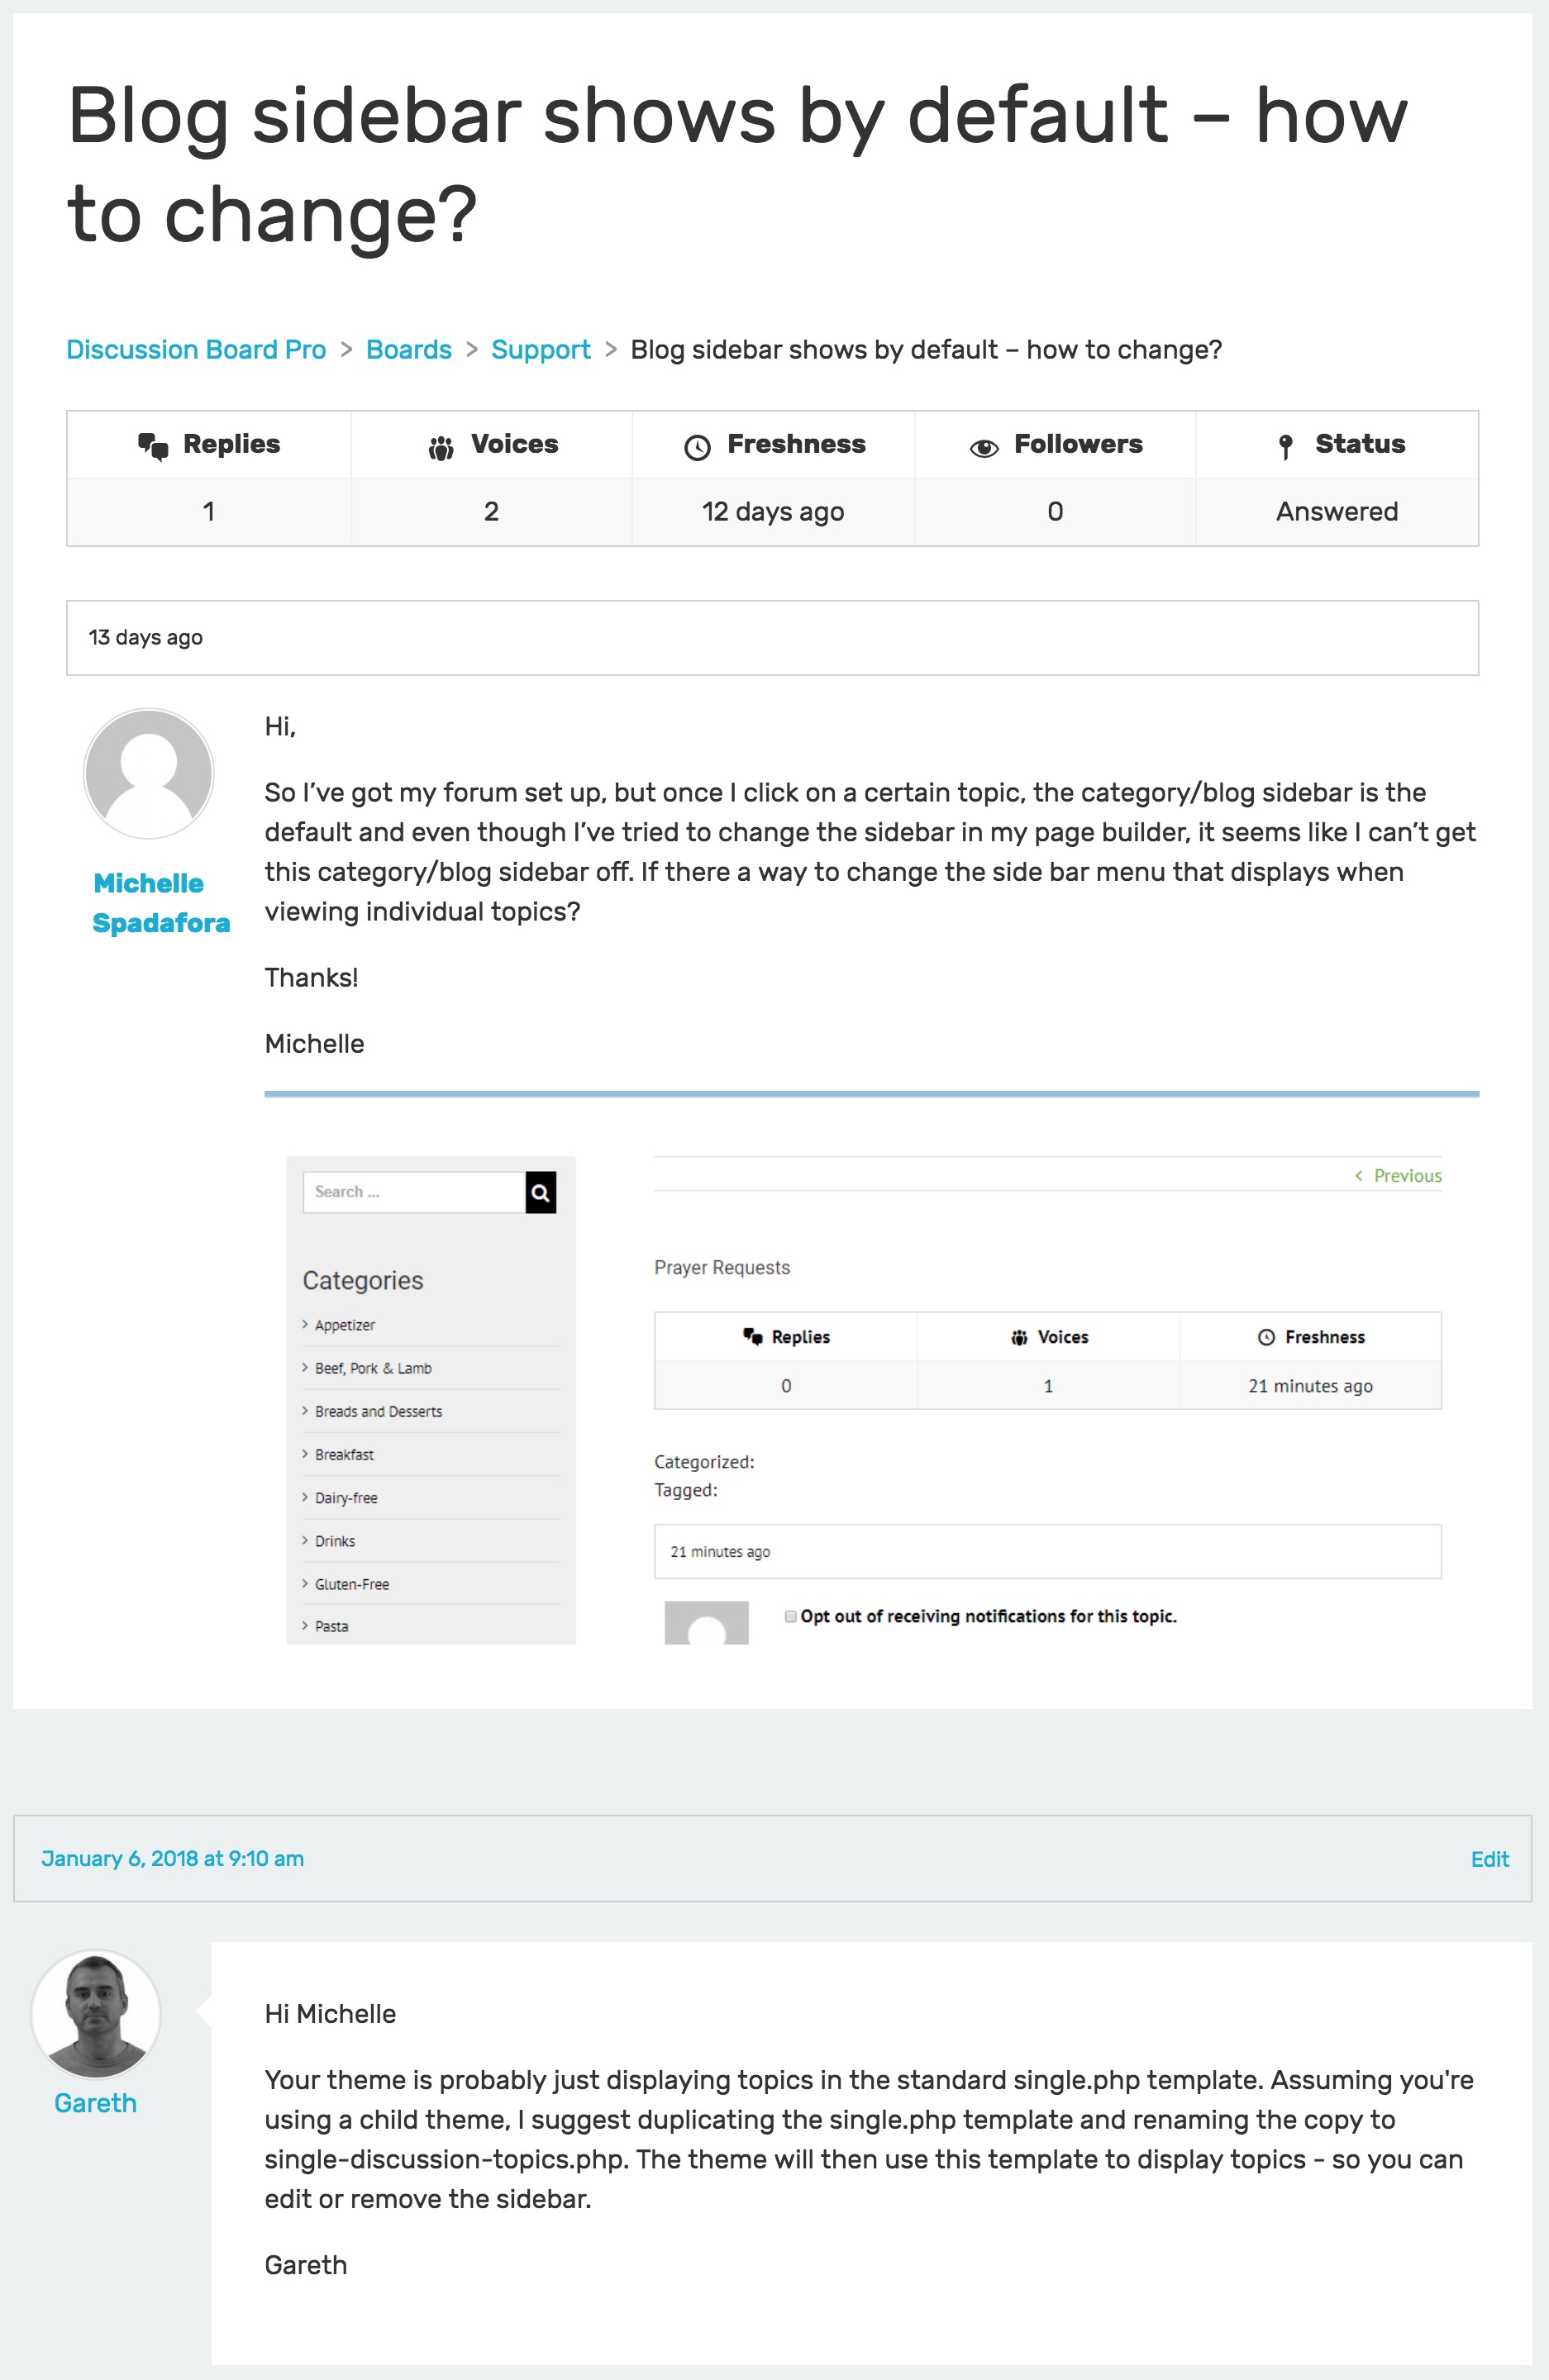 Blog sidebar shows by default – how
to change?
Discussion Board Pro > Boards > Support > Blog sidebar shows by default – how to change?
Replies Voices Freshness Followers Status
1 2 12 days ago 0 Answered
13 days ago
Hi,
So I’ve got my forum set up, but once I click on a certain topic, the category/blog sidebar is the
default and even though I’ve tried to change the sidebar in my page builder, it seems like I can’t get
this category/blog sidebar off. If there a way to change the side bar menu that displays when
viewing individual topics?
Thanks!
Michelle
Michelle
Spadafora
Search ...
Categories
> Appetizer
> Beef, Pork & Lamb
> Breads and Desserts
> Breakfast
> Dairy-free
> Drinks
> Gluten-Free
> Pasta
< Previous
Prayer Requests
Replies Voices Freshness
0 1 21 minutes ago
Categorized:
Tagged:
21 minutes ago
Opt out of receiving notifications for this topic.
January 6, 2018 at 9:10 am Edit
Gareth
Hi Michelle
Your theme is probably just displaying topics in the standard single.php template. Assuming you're
using a child theme, I suggest duplicating the single.php template and renaming the copy to
single-discussion-topics.php. The theme will then use this template to display topics - so you can
edit or remove the sidebar.
Gareth